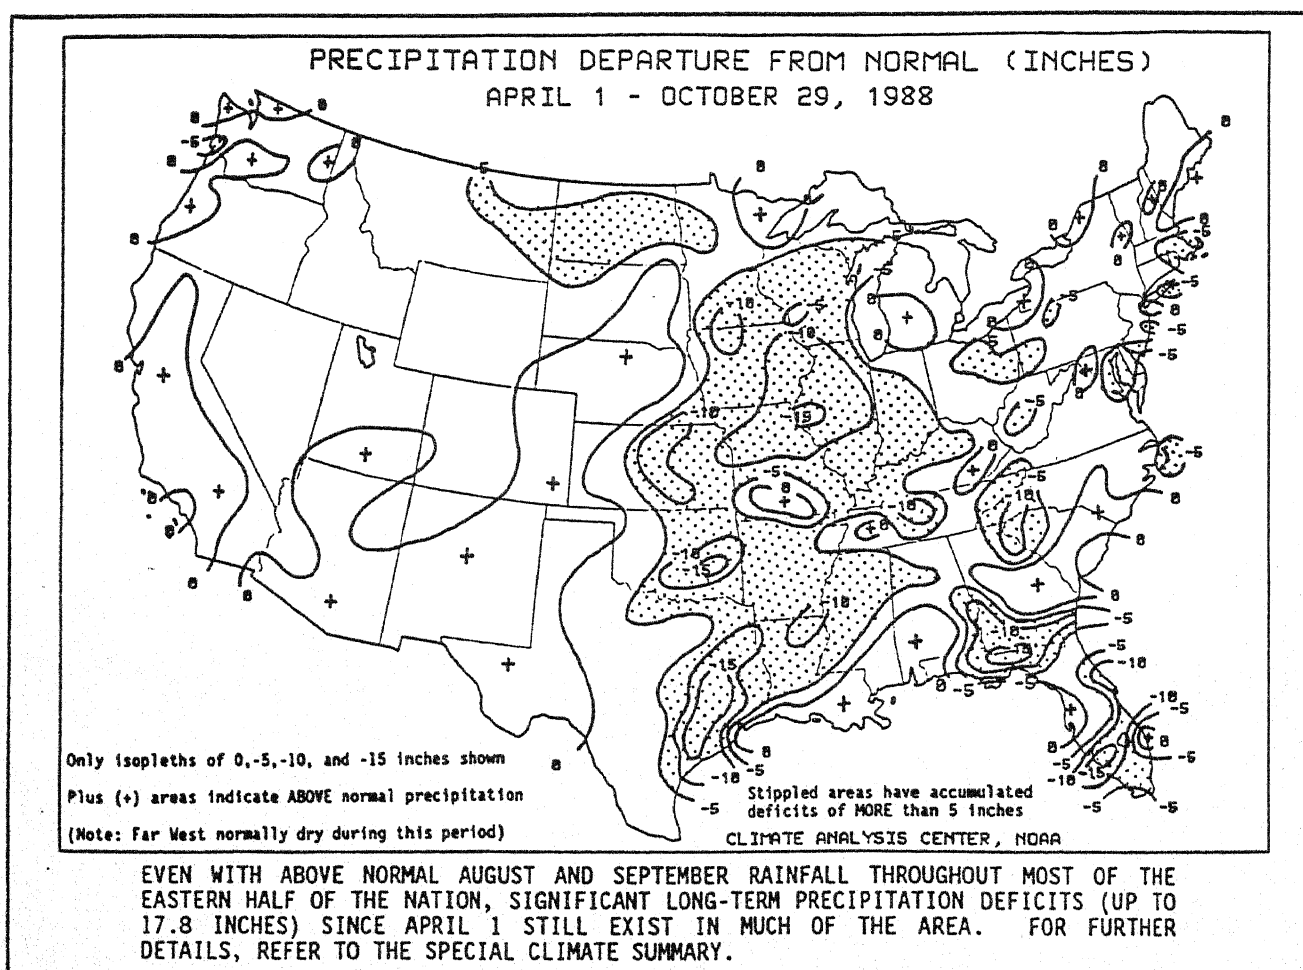 PRECIPITATION DEPARTURE FROM NORMAL (INCHES)
APRIL 1 - OCTOBER 29, 1988
Only isopleths of 0,-5,-10, and -15 inches shown
Plus (+) areas indicate ABOVE normal precipitation
(Note: Far West normally dry during this period)
Stippled areas have accumulated
deficits of MORE than 5 inches
CLIMATE ANALYSIS CENTER, NOAA
EVEN WITH ABOVE NORMAL AUGUST AND SEPTEMBER RAINFALL THROUGHOUT MOST OF THE
EASTERN HALF OF THE NATION, SIGNIFICANT LONG-TERM PRECIPITATION DEFICITS (UP TO
17.8 INCHES) SINCE APRIL 1 STILL EXIST IN MUCH OF THE AREA. FOR FURTHER
DETAILS, REFER TO THE SPECIAL CLIMATE SUMMARY.